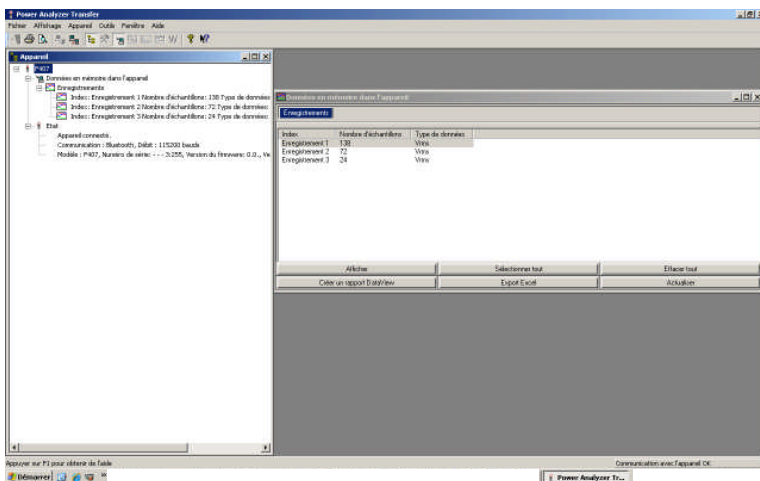 Power Analyzer Transfer
Fichier Affichage Appareil Outils Fenêtre Aide
Appareil
P407
Données en mémoire dans l'appareil
Enregistrements
Index: Enregistrement 1 Nombre d'échantillons: 138 Type de données
Index: Enregistrement 2 Nombre d'échantillons: 72 Type de données:
Index: Enregistrement 3 Nombre d'échantillons: 24 Type de données:
Etat
Appareil connecté.
Communication : Bluetooth, Débit : 115200 bauds
Modèle : P407, Numéro de série: - - - 3:255, Version du firmware: 0.0., Ve
Données en mémoire dans l'appareil
Enregistrements
Index Nombre d'échantillons Type de données
Enregistrement 1 138 Vrms
Enregistrement 2 72 Vrms
Enregistrement 3 24 Vrms
Afficher Sélectionner tout Effacer tout
Créer un rapport DataView Export Excel Actualiser
Appuyer sur F1 pour obtenir de l'aide Communication avec l'appareil OK
Démarrer Power Analyzer Tr...